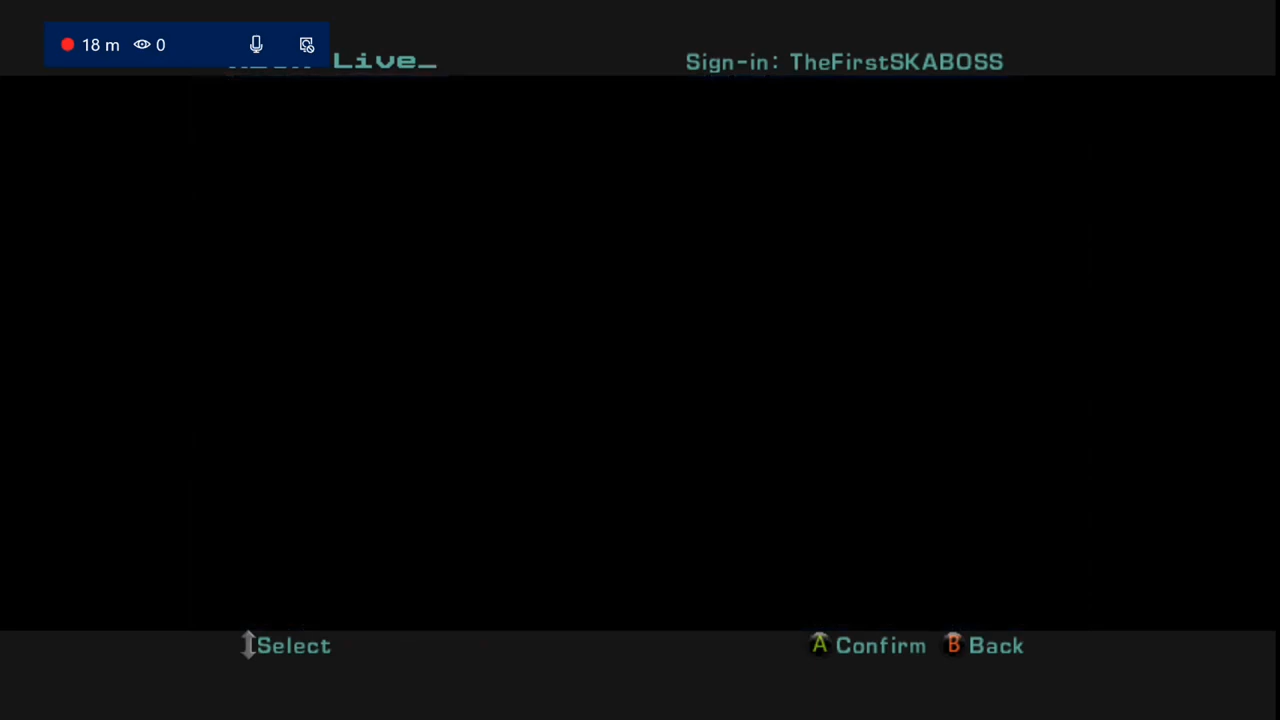 18 m 0
Live_
Sign-in: TheFirstSKABOSS
Select
A Confirm B Back